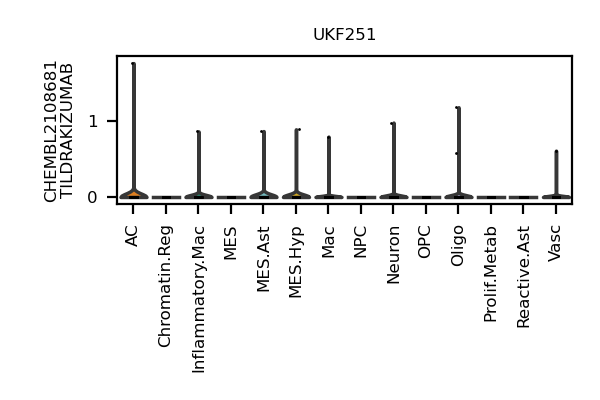 UKF251
CHEMBL2108681
TILDRAKIZUMAB
1
0
AC
Chromatin.Reg
Inflammatory.Mac
MES
MES.Ast
MES.Hyp
Mac
NPC
Neuron
OPC
Oligo
Prolif.Metab
Reactive.Ast
Vasc